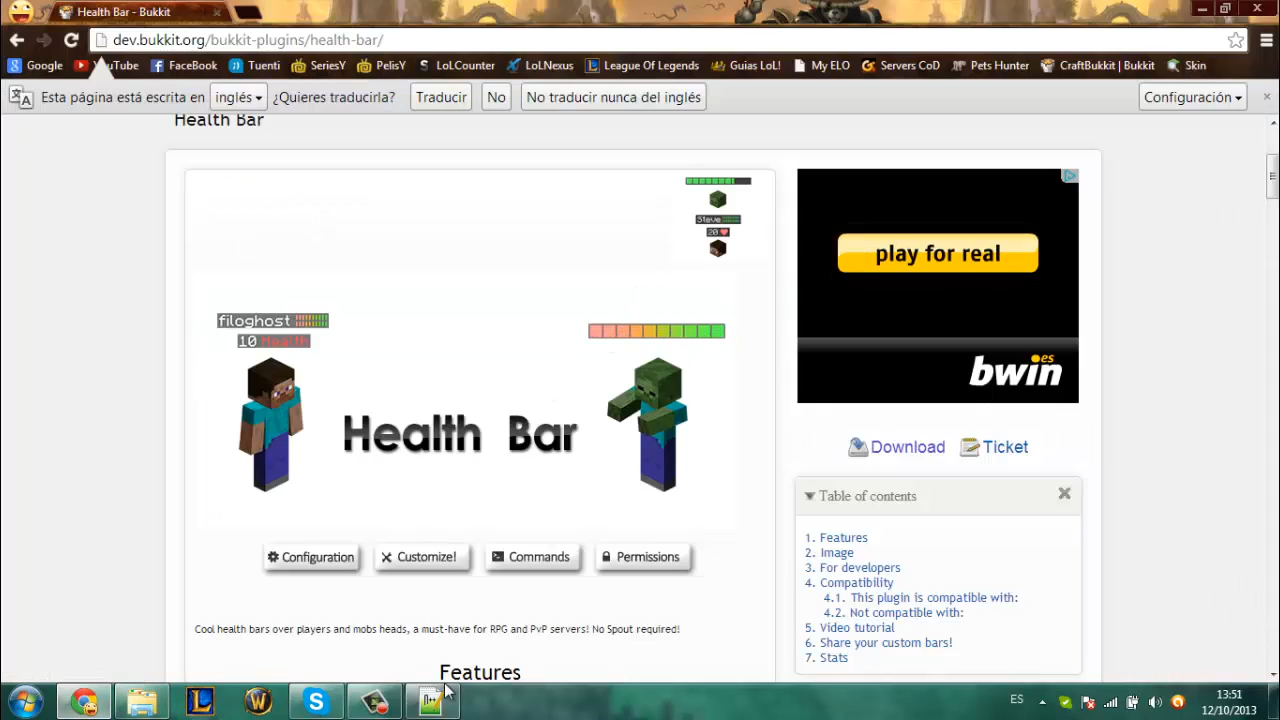 Health Bar - Bukkit
dev.bukkit.org/bukkit-plugins/health-bar/
Google YouTube FaceBook Tuenti SeriesY PelisY LolCounter LolNexus League Of Legends Guias LoL! My ELO Servers CoD Pets Hunter CraftBukkit | Bukkit Skin
Esta página está escrita en inglés ¿Quieres traducirla? Traducir No No traducir nunca del inglés Configuración
Health Bar
Steve
20
filoghost
10 Health
Health Bar
Configuration Customize! Commands Permissions
Cool health bars over players and mobs heads, a must-have for RPG and PvP servers! No Spout required!
Features
play for real
bwin.es
Download Ticket
Table of contents
1. Features
2. Image
3. For developers
4. Compatibility
4.1. This plugin is compatible with:
4.2. Not compatible with:
5. Video tutorial
6. Share your custom bars!
7. Stats
ES 13:51
12/10/2013